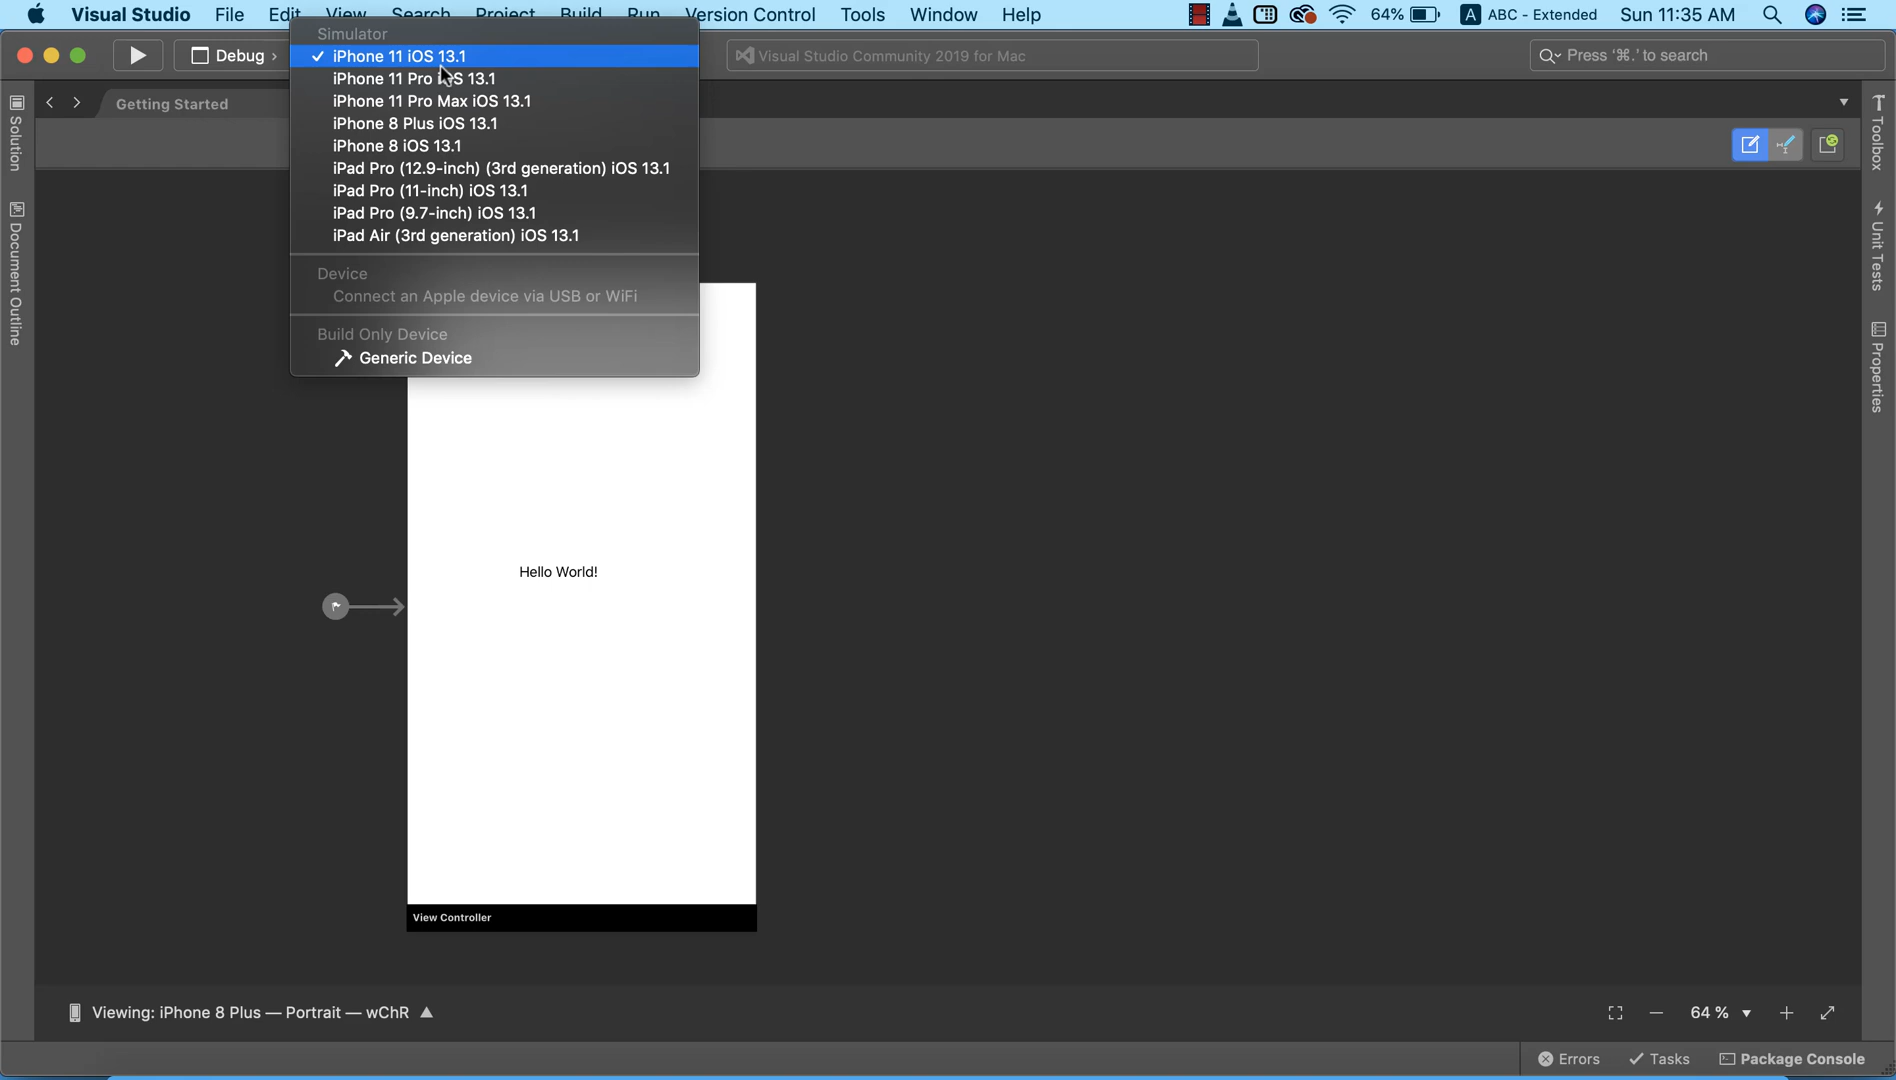 Visual Studio File Edit View Search Project Build Run Version Control Tools Window Help 64% A ABC - Extended Sun 11:35 AM
Simulator
Debug ›
✓ iPhone 11 iOS 13.1
Visual Studio Community 2019 for Mac
Press '⌘.' to search
iPhone 11 Pro iOS 13.1
iPhone 11 Pro Max iOS 13.1
iPhone 8 Plus iOS 13.1
iPhone 8 iOS 13.1
iPad Pro (12.9-inch) (3rd generation) iOS 13.1
iPad Pro (11-inch) iOS 13.1
iPad Pro (9.7-inch) iOS 13.1
iPad Air (3rd generation) iOS 13.1
Device
Connect an Apple device via USB or WiFi
Build Only Device
Generic Device
Getting Started
Solution
Document Outline
Toolbox
Unit Tests
Properties
Hello World!
View Controller
Viewing: iPhone 8 Plus — Portrait — wChR
64 %
Errors
Tasks
Package Console